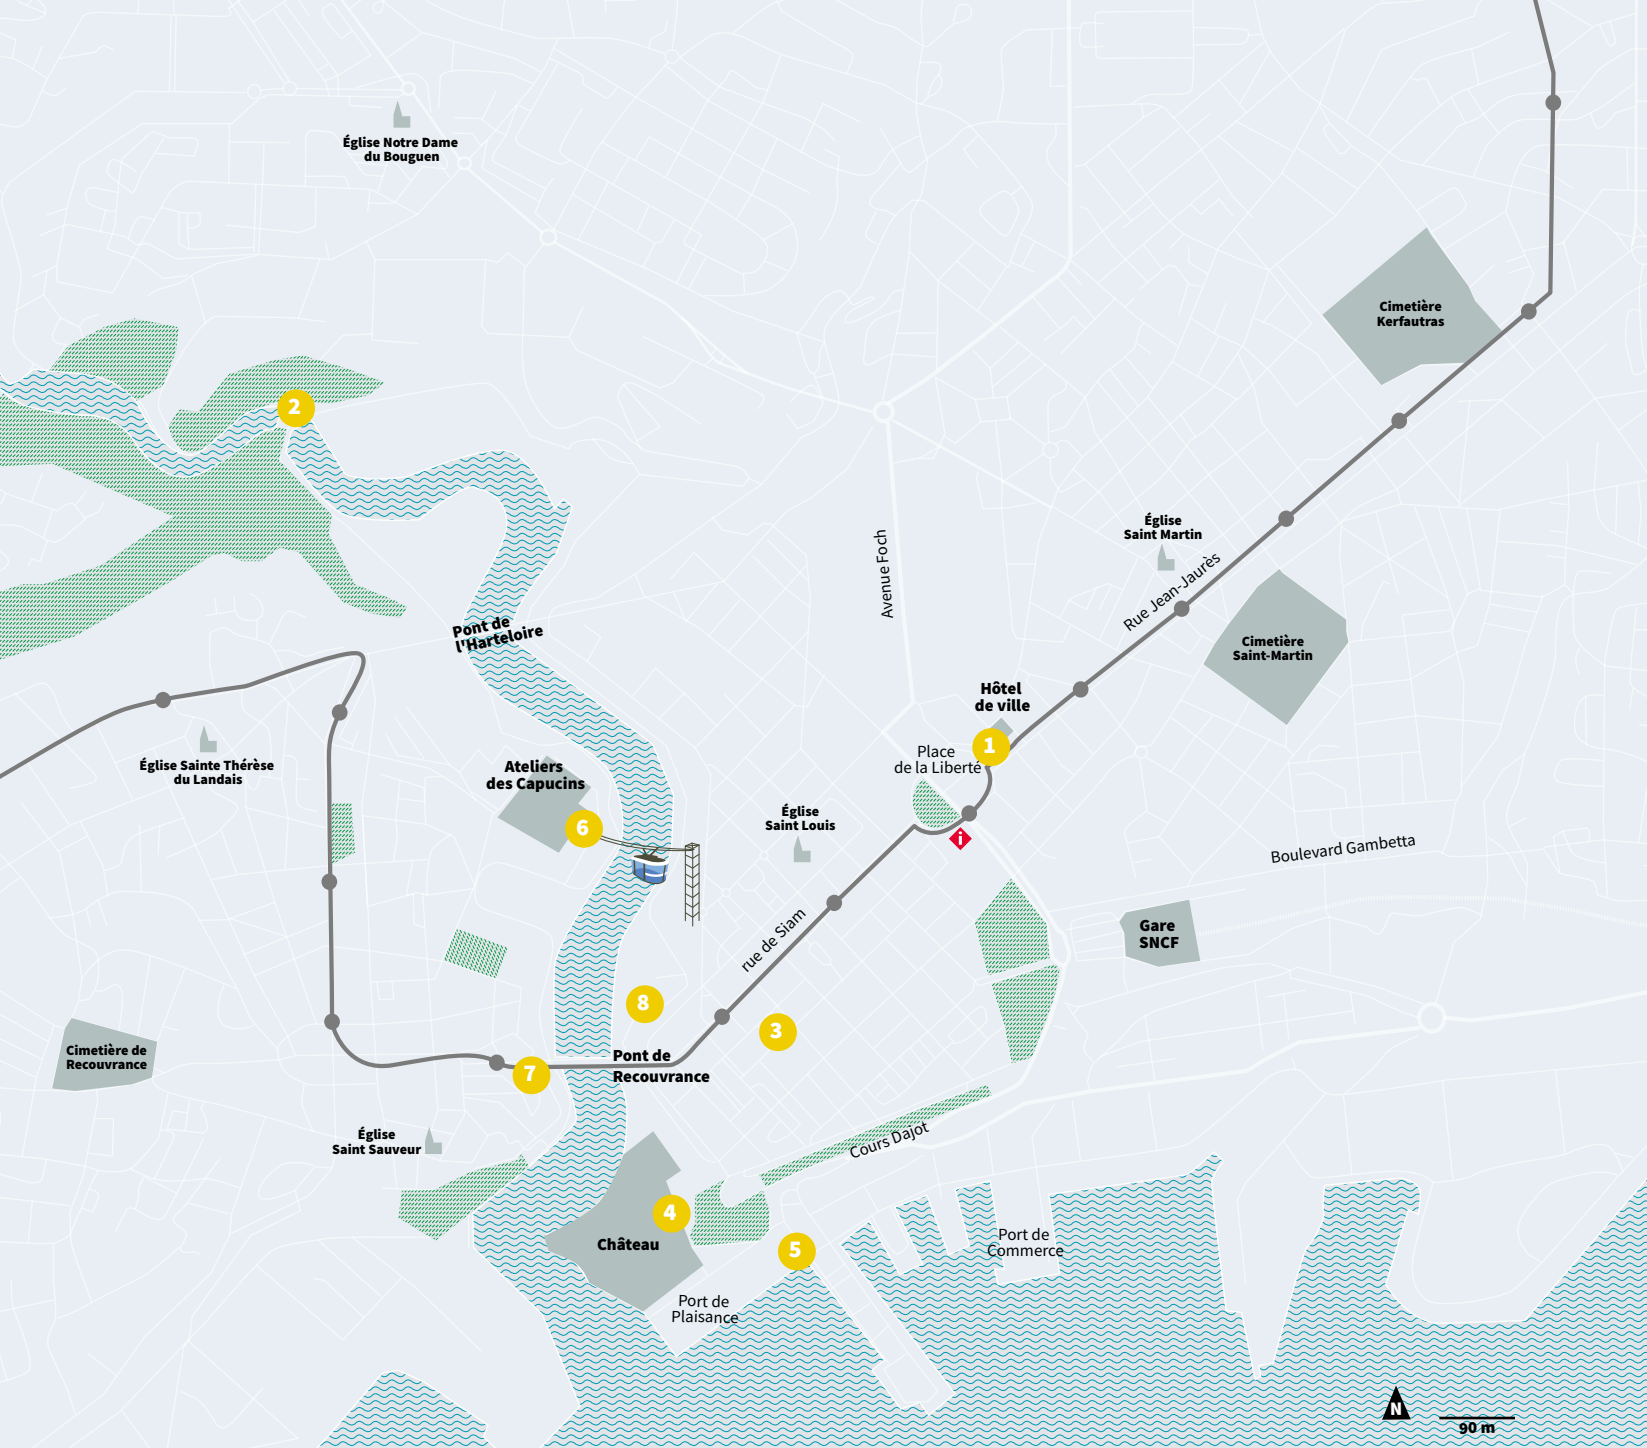 Église Notre Dame
du Bouguen
Cimetière
Kerfautras
2
Église
Saint Martin
Avenue Foch
Rue Jean-Jaurès
Pont de
l'Harteloire
Cimetière
Saint-Martin
Hôtel
de ville
1
Place
de la Liberté
Église Sainte Thérèse
du Landais
Ateliers
des Capucins
6
Église
Saint Louis
i
Boulevard Gambetta
Gare
SNCF
rue de Siam
8
3
Cimetière de
Recouvrance
Pont de
Recouvrance
7
Église
Saint Sauveur
Cours Dajot
4
Château
5
Port de
Commerce
Port de
Plaisance
N
90 m